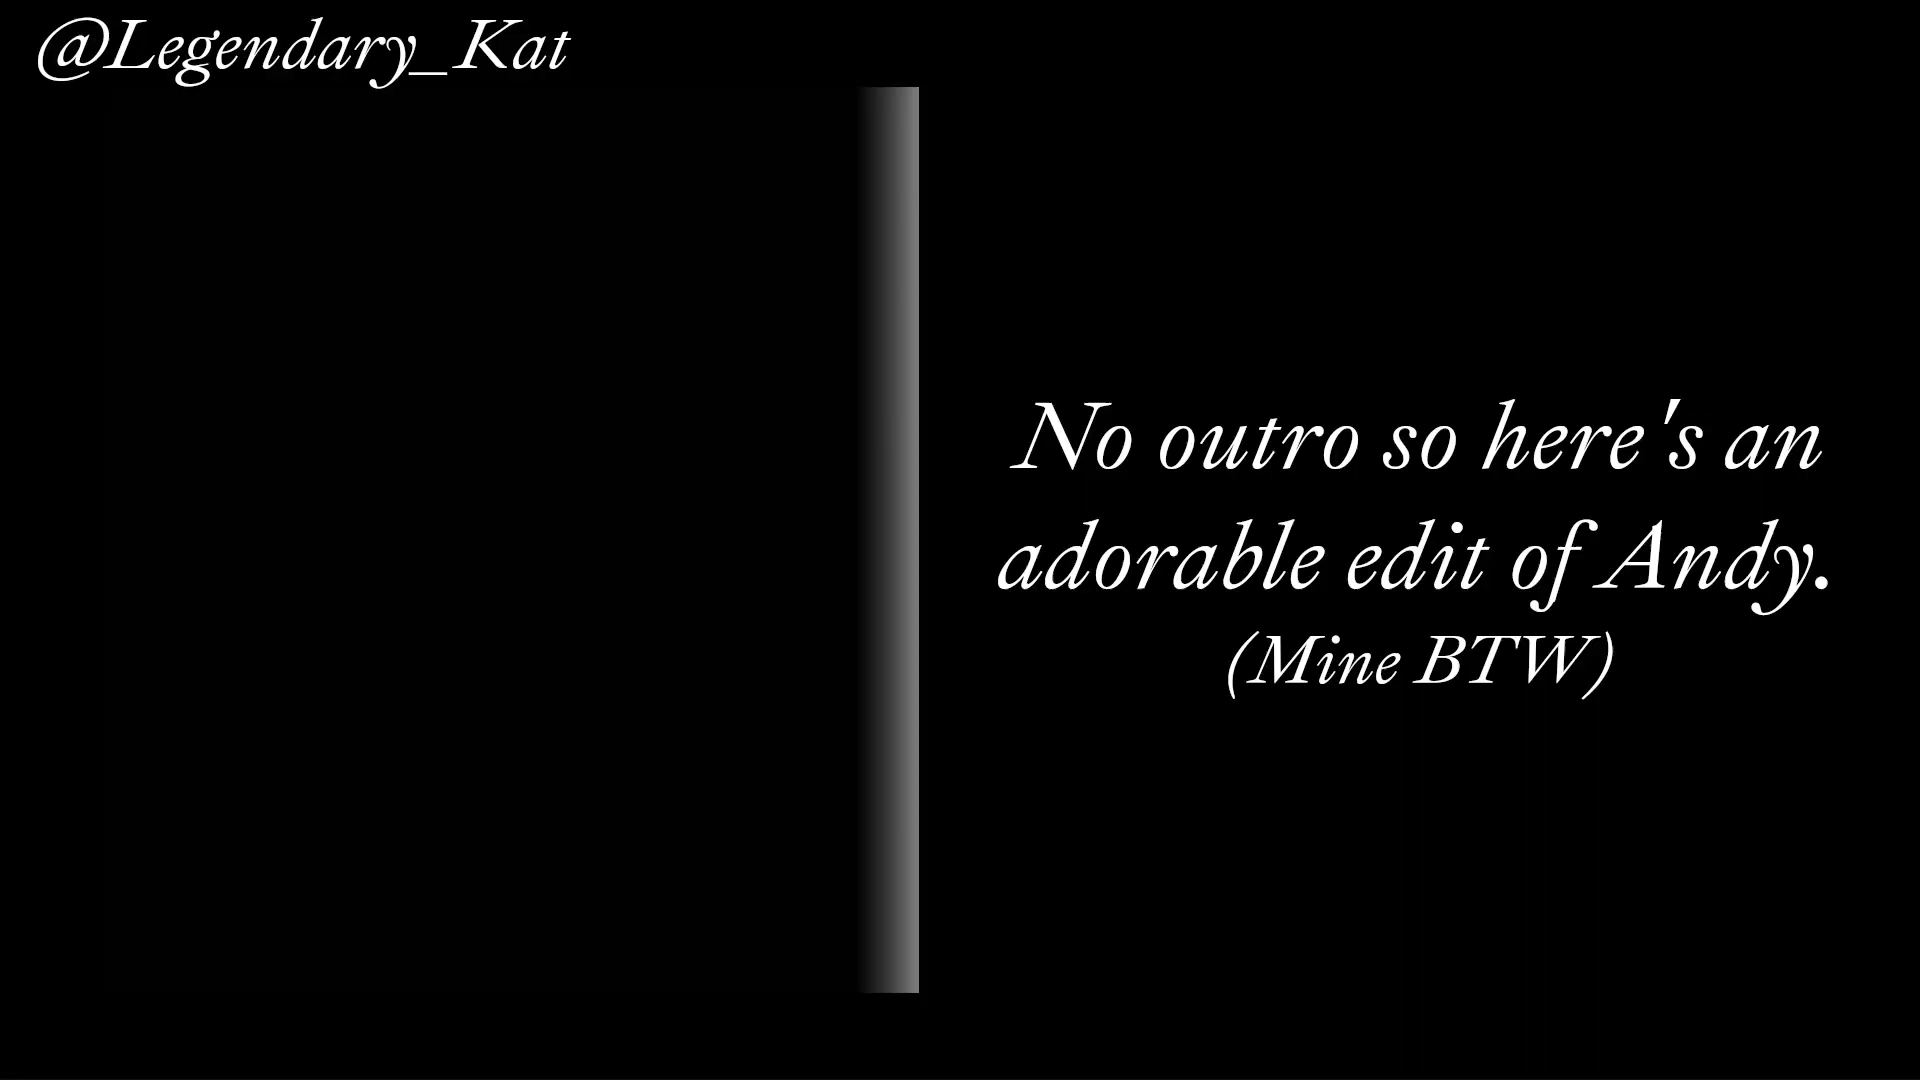 @Legendary_Kat
No outro so here's an
adorable edit of Andy.
(Mine BTW)